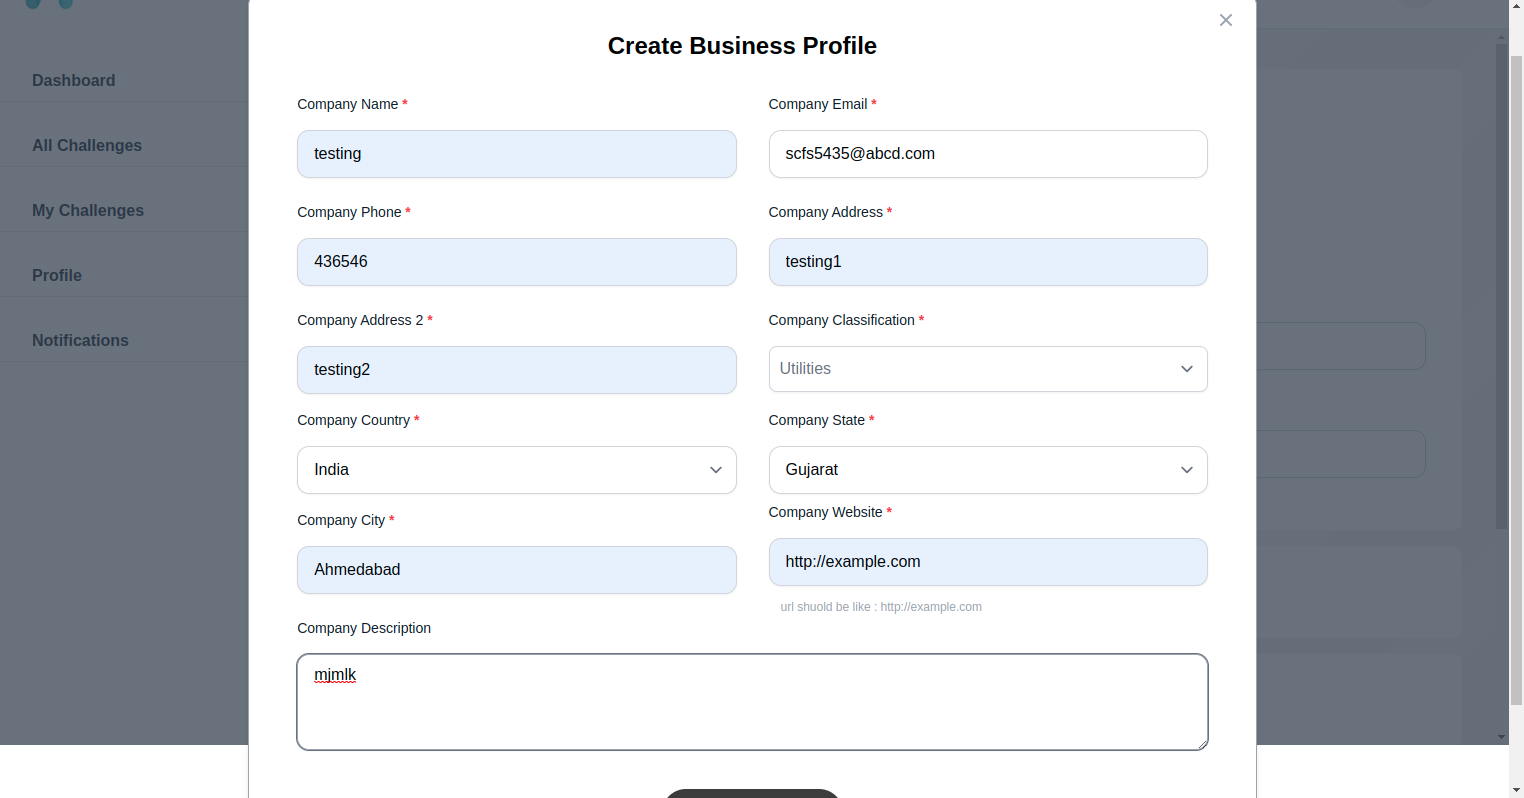 Create Business Profile
Dashboard
All Challenges
My Challenges
Profile
Notifications
Company Name *
testing
Company Email *
scfs5435@abcd.com
Company Phone *
436546
Company Address *
testing1
Company Address 2 *
testing2
Company Classification *
Utilities
Company Country *
India
Company State *
Gujarat
Company City *
Ahmedabad
Company Website *
http://example.com
url shuold be like : http://example.com
Company Description
mjmlk